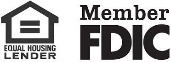 EQUAL HOUSING
LENDER
Member
FDIC